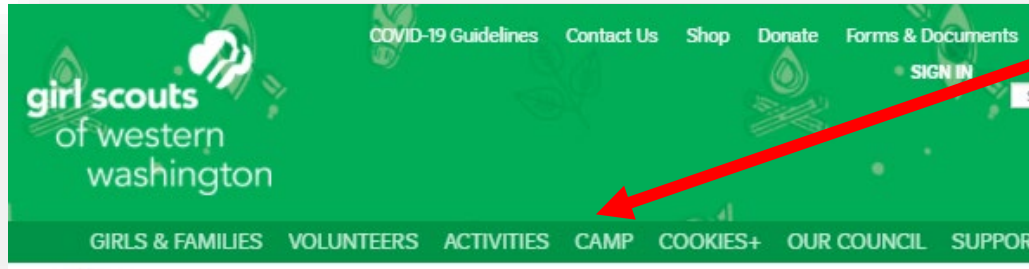 COVID-19 Guidelines Contact Us Shop Donate Forms & Documents
SIGN IN
girl scouts
of western
washington
GIRLS & FAMILIES VOLUNTEERS ACTIVITIES CAMP COOKIES+ OUR COUNCIL SUPPOR